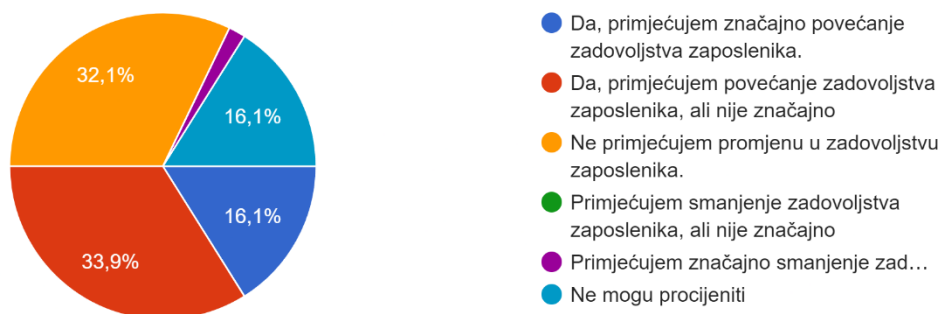 32,1%
16,1%
16,1%
33,9%
Da, primjećujem značajno povećanje
zadovoljstva zaposlenika.
Da, primjećujem povećanje zadovoljstva
zaposlenika, ali nije značajno
Ne primjećujem promjenu u zadovoljstvu
zaposlenika.
Primjećujem smanjenje zadovoljstva
zaposlenika, ali nije značajno
Primjećujem značajno smanjenje zad…
Ne mogu procijeniti